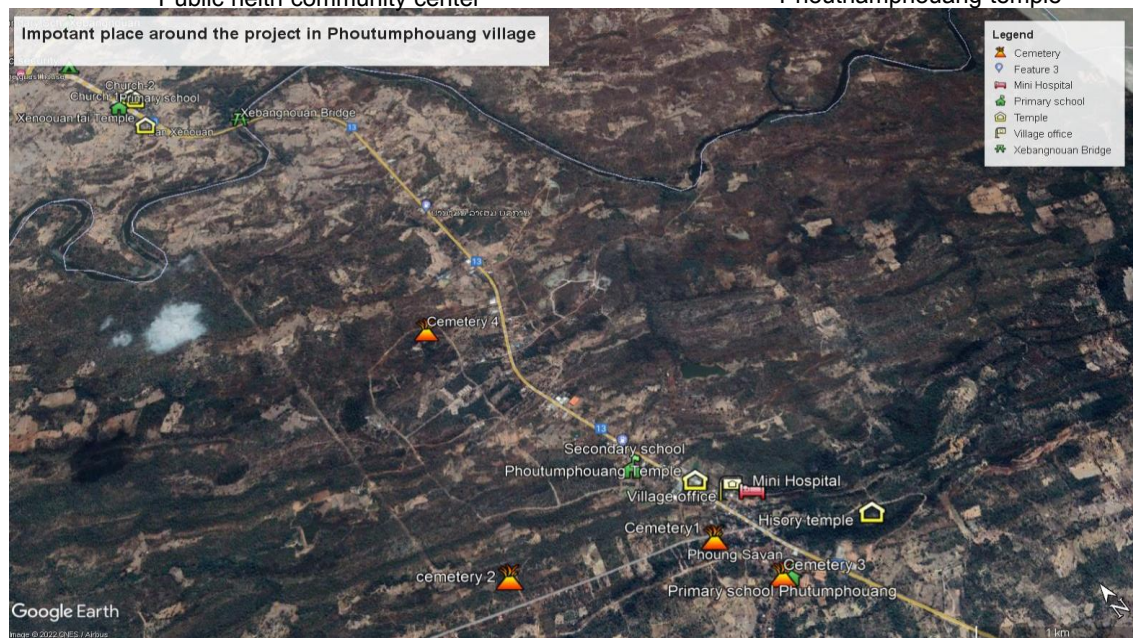 Public helth community center
Phouthamphouang temple
Impotant place around the project in Phoutumphouang village
Legend
Cemetery
Feature 3
Mini Hospital
Primary school
Temple
Village office
Xebangnouan Bridge
Church-2
Church-1
Primary school
Xenoouan tai Temple
Xebangnouan Bridge
13
13
Cemetery 4
13
Secondary school
Phoutumphouang Temple
Mini Hospital
Village office
Hisory temple
Cemetery1
Phoung Savan
Cemetery 3
cemetery 2
Primary school Phutumphouang
Google Earth
Image © 2022 CNES / Airbus
N
1 km